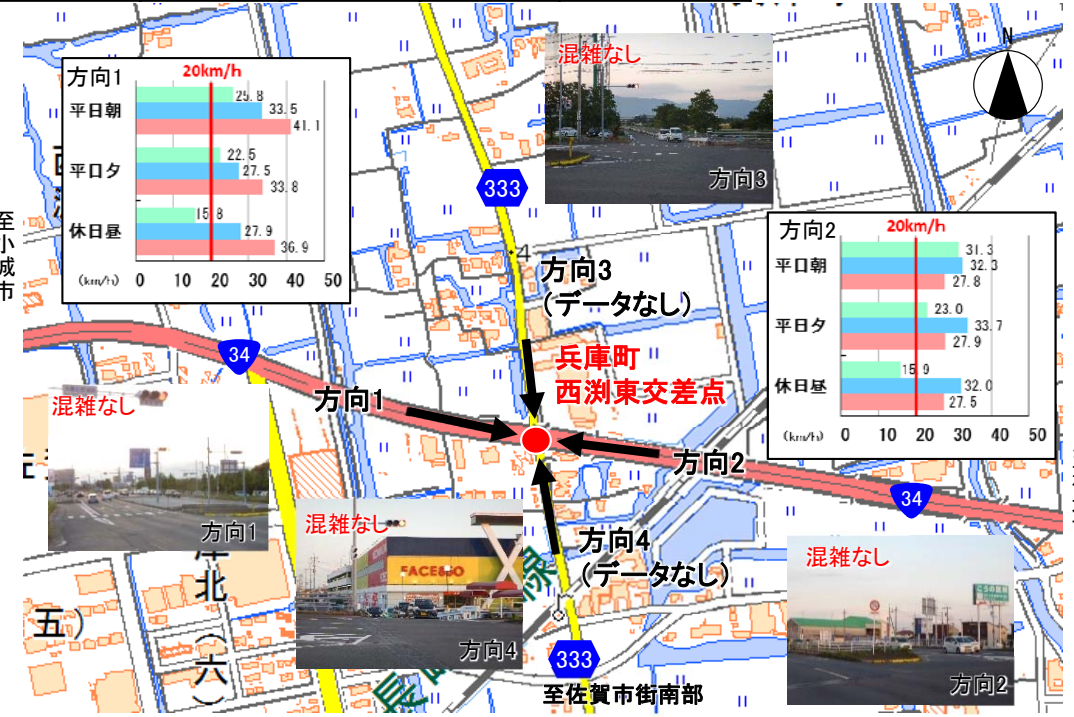 方向1
20km/h
平日朝
25.8
33.5
41.1
平日夕
22.5
27.5
33.8
休日昼
15.8
27.9
36.9
(km/h)
0 10 20 30 40 50
混雑なし
方向3
N
333
方向2
20km/h
平日朝
31.3
32.3
27.8
平日夕
23.0
33.7
27.9
休日昼
15.9
32.0
27.5
(km/h)
0 10 20 30 40 50
至小城市
4
方向3
(データなし)
兵庫町
西渕東交差点
34
方向1
方向2
34
混雑なし
方向1
混雑なし
FACE
方向4
方向4
(データなし)
混雑なし
方向2
北(六)
五)
線
長
333
至佐賀市街南部